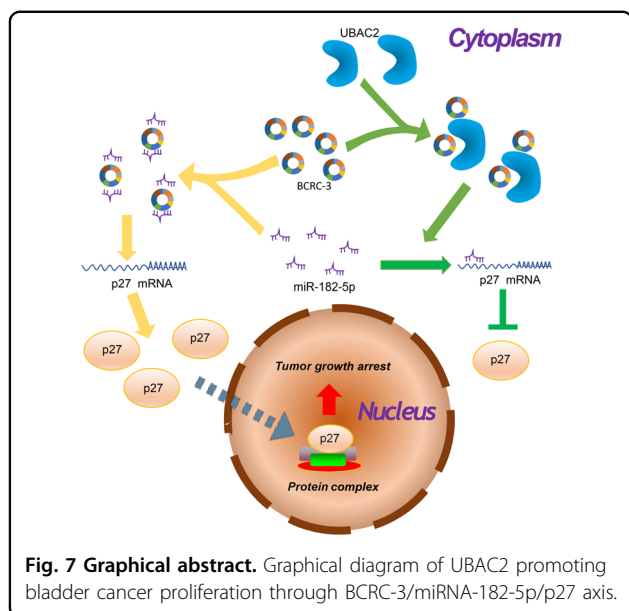 UBAC2
Cytoplasm
BCRC-3
p27 mRNA
miR-182-5p
p27 mRNA
p27
p27
p27
p27
Tumor growth arrest
Nucleus
p27
Protein complex
Fig. 7 Graphical abstract. Graphical diagram of UBAC2 promoting
bladder cancer proliferation through BCRC-3/miRNA-182-5p/p27 axis.